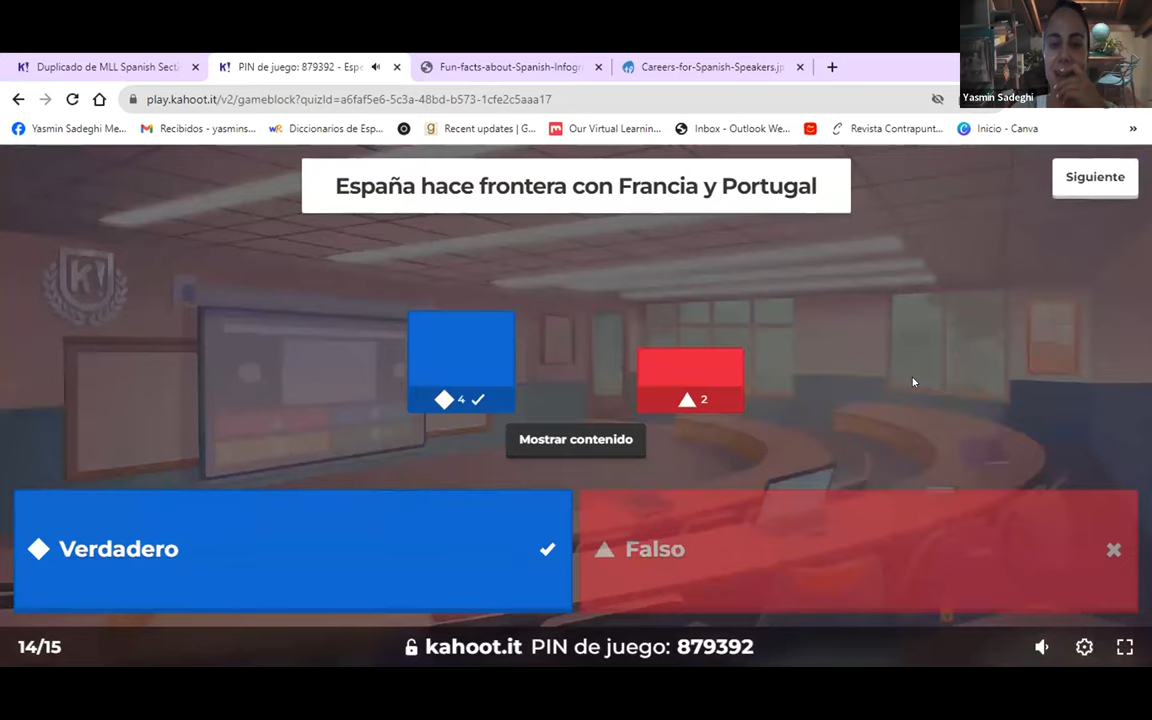 Duplicado de MLL Spanish Secti
PIN de juego: 879392 - Espe
Fun-facts-about-Spanish-Infogr
Careers-for-Spanish-Speakers.jp
Yasmin Sadeghi
play.kahoot.it/v2/gameblock?quizId=a6faf5e6-5c3a-48bd-b573-1cfe2c5aaa17
Yasmin Sadeghi Me...
Recibidos - yasmins...
Diccionarios de Esp...
Recent updates | G...
Our Virtual Learnin...
Inbox - Outlook We...
Revista Contrapunt...
Inicio - Canva
España hace frontera con Francia y Portugal
Siguiente
K!
4
2
Mostrar contenido
Verdadero
Falso
14/15
kahoot.it PIN de juego: 879392